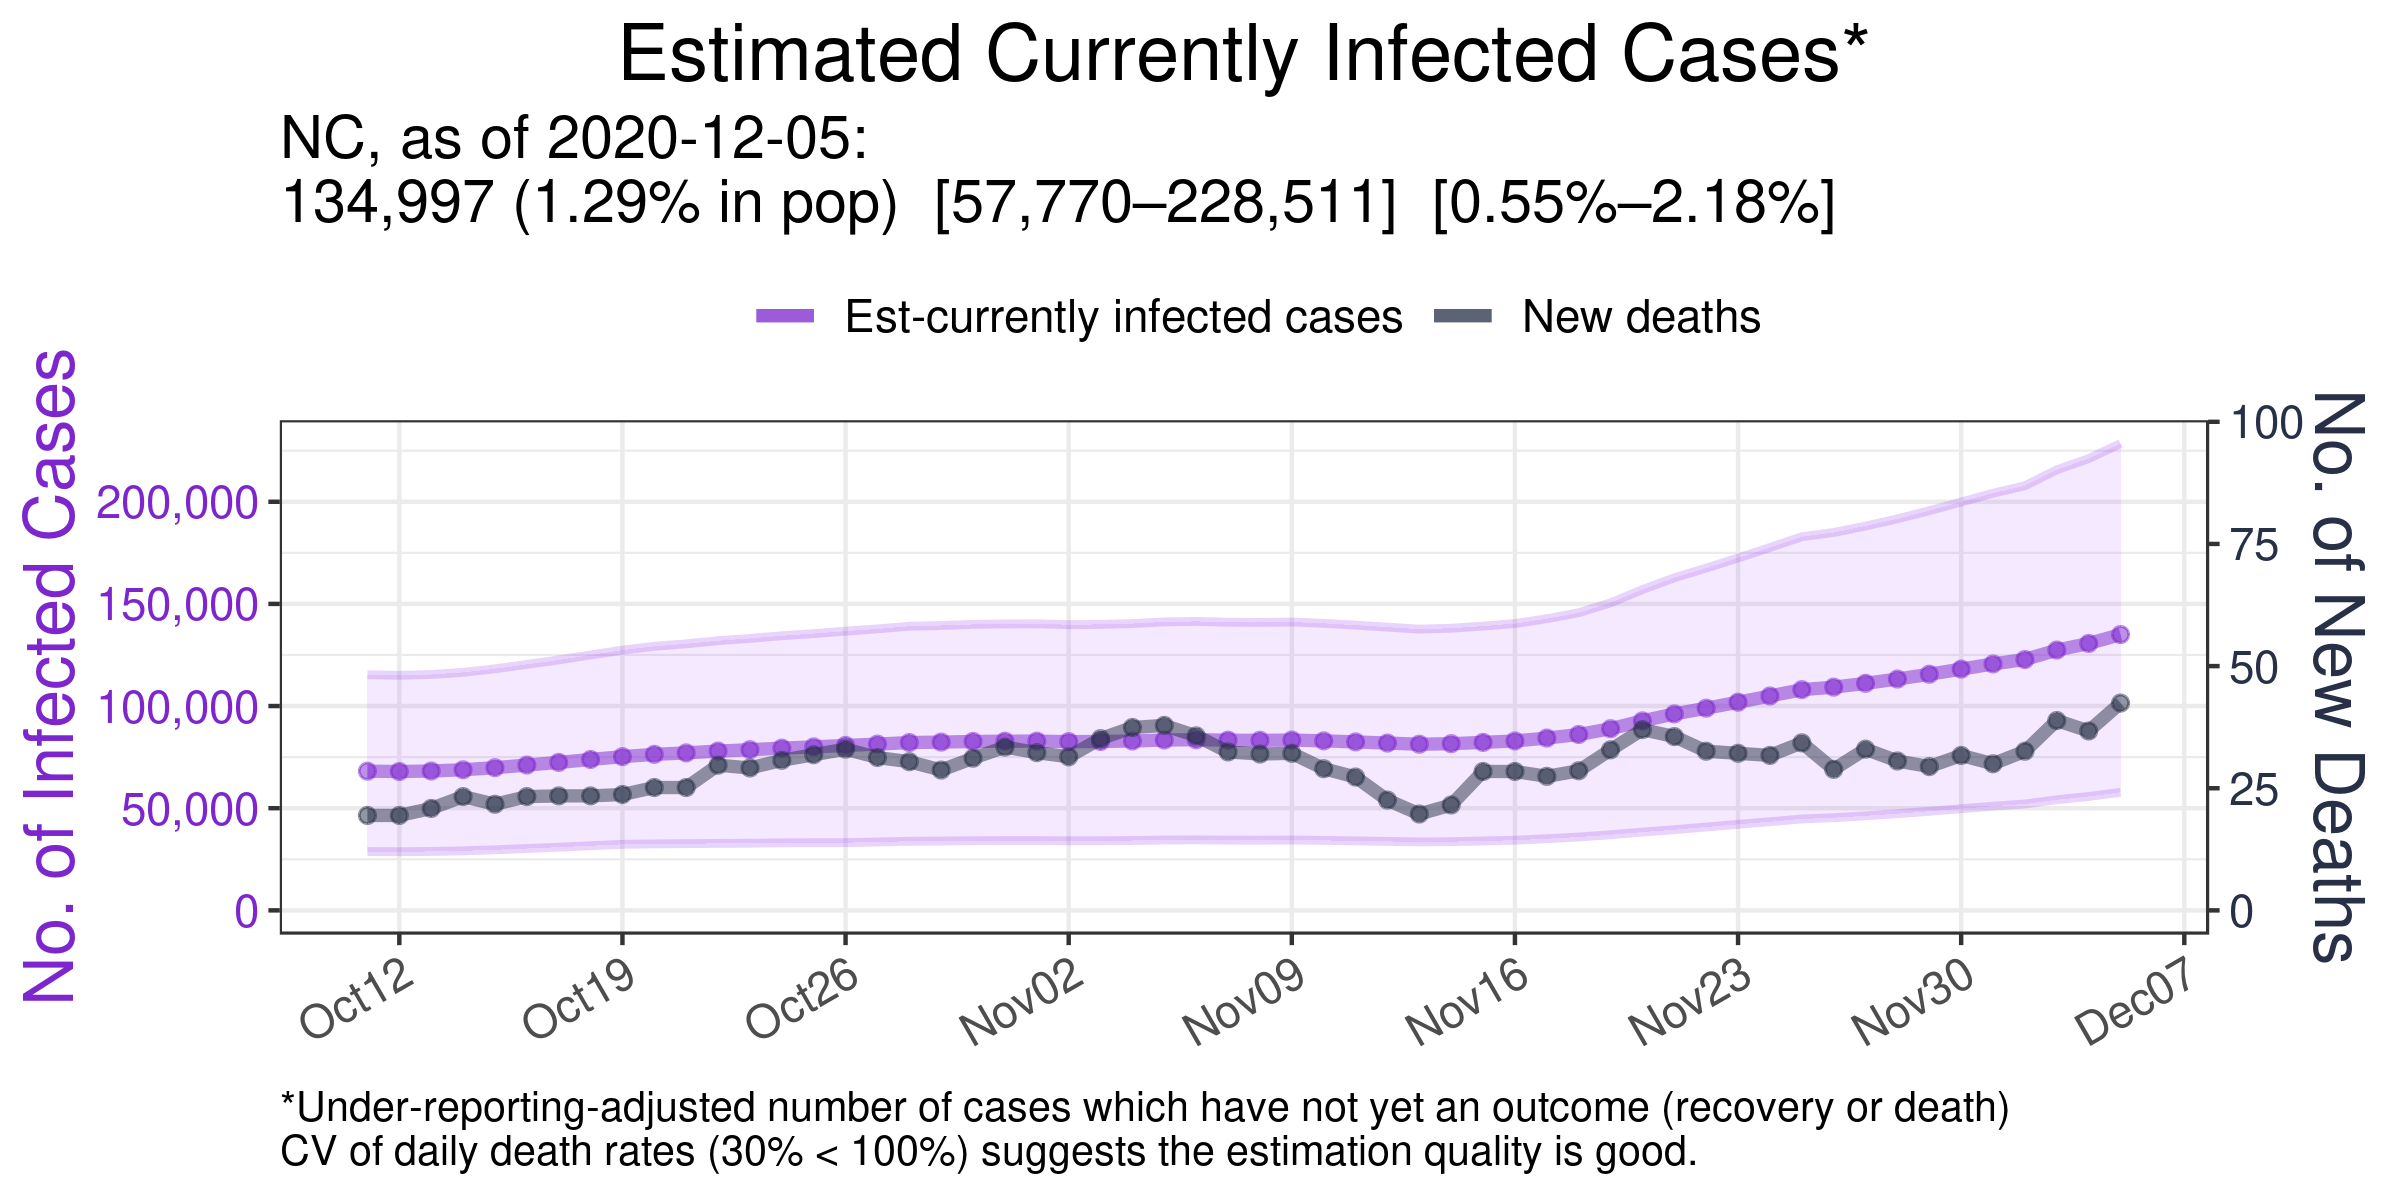 Estimated Currently Infected Cases*
NC, as of 2020-12-05:
134,997 (1.29% in pop)  [57,770–228,511]  [0.55%–2.18%]
Est-currently infected cases
New deaths
No. of Infected Cases
200,000
150,000
100,000
50,000
0
100
75
50
25
0
No. of New Deaths
Oct12
Oct19
Oct26
Nov02
Nov09
Nov16
Nov23
Nov30
Dec07
*Under-reporting-adjusted number of cases which have not yet an outcome (recovery or death)
CV of daily death rates (30% < 100%) suggests the estimation quality is good.